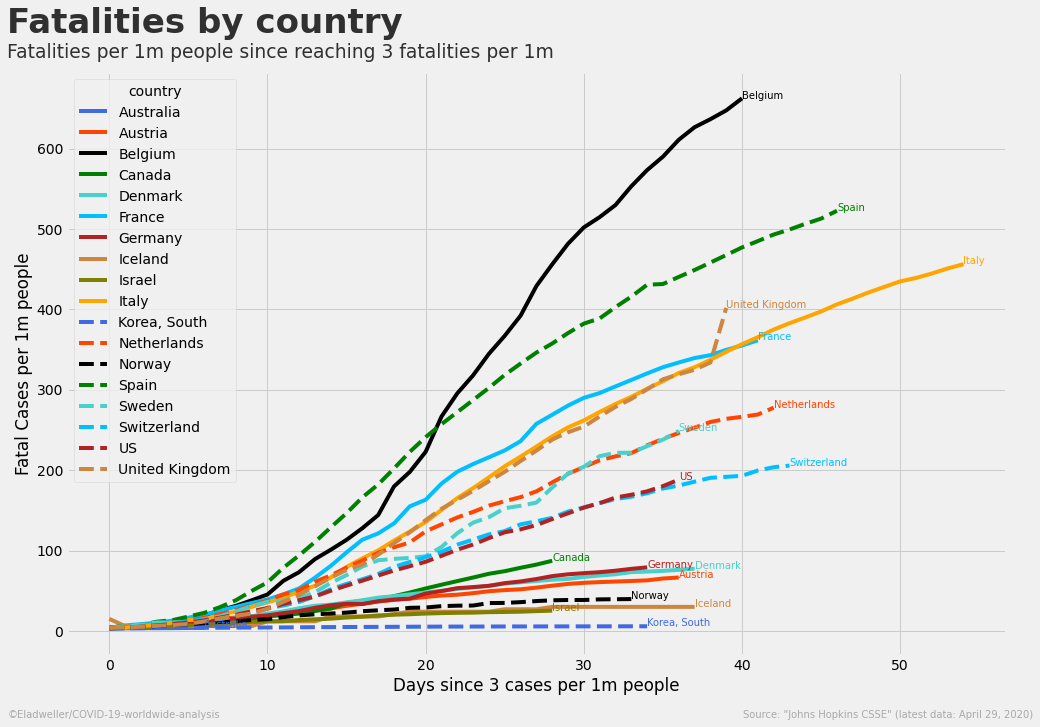 Fatalities by country
Fatalities per 1m people since reaching 3 fatalities per 1m
country
Australia
Austria
Belgium
Canada
Denmark
France
Germany
Iceland
Israel
Italy
Korea, South
Netherlands
Norway
Spain
Sweden
Switzerland
US
United Kingdom
Fatal Cases per 1m people
600
500
400
300
200
100
0
Belgium
Spain
Italy
United Kingdom
France
Netherlands
Sweden
Switzerland
US
Canada
Germany
Denmark
Austria
Norway
Iceland
Israel
Korea, South
0
10
20
30
40
50
Days since 3 cases per 1m people
©Eladweller/COVID-19-worldwide-analysis
Source: "Johns Hopkins CSSE" (latest data: April 29, 2020)